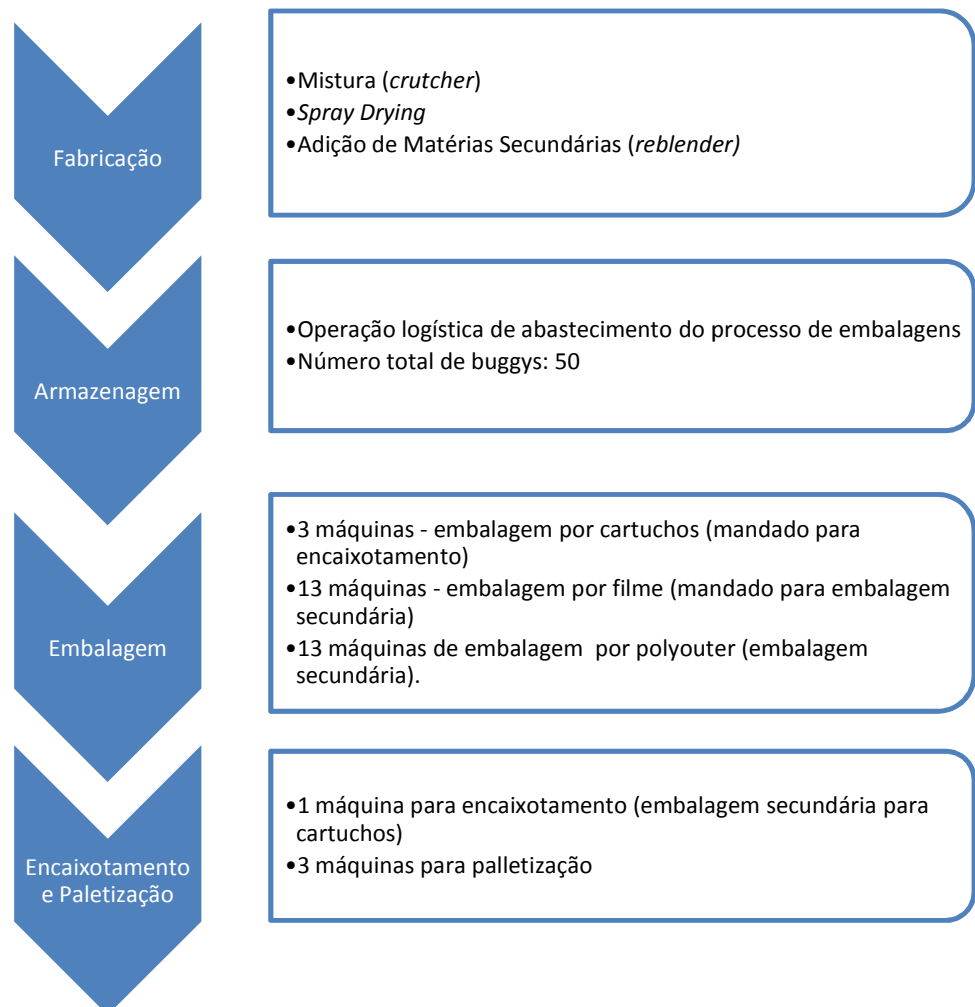 Fabricação
•Mistura (crutcher)
•Spray Drying
•Adição de Matérias Secundárias (reblender)
Armazenagem
•Operação logística de abastecimento do processo de embalagens
•Número total de buggys: 50
Embalagem
•3 máquinas - embalagem por cartuchos (mandado para
encaixotamento)
•13 máquinas - embalagem por filme (mandado para embalagem
secundária)
•13 máquinas de embalagem  por polyouter (embalagem
secundária).
Encaixotamento
e Paletização
•1 máquina para encaixotamento (embalagem secundária para
cartuchos)
•3 máquinas para palletização